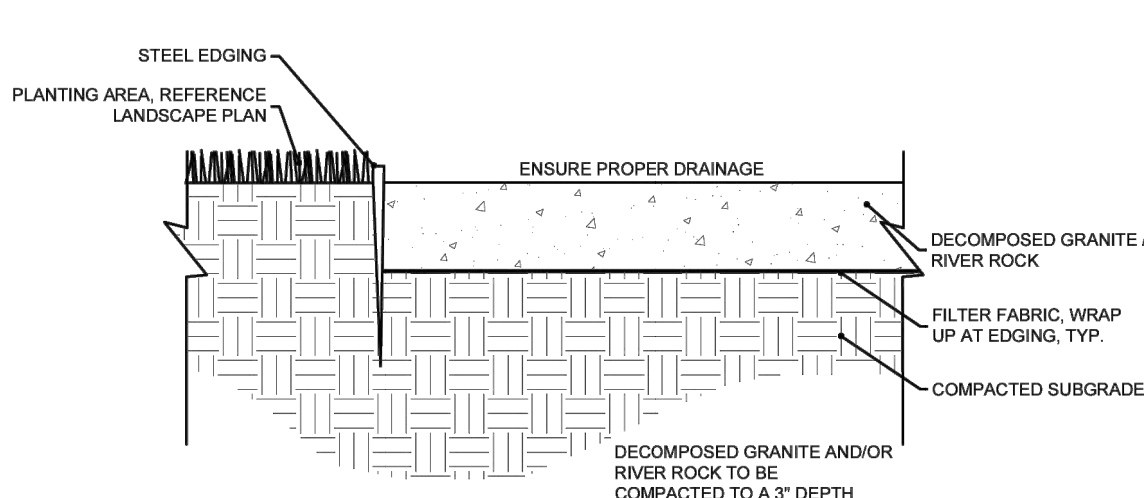 STEEL EDGING
PLANTING AREA, REFERENCE
LANDSCAPE PLAN
ENSURE PROPER DRAINAGE
DECOMPOSED GRANITE
RIVER ROCK
FILTER FABRIC, WRAP
UP AT EDGING, TYP.
COMPACTED SUBGRADE
DECOMPOSED GRANITE AND/OR
RIVER ROCK TO BE
COMPACTED TO A 3" DEPTH